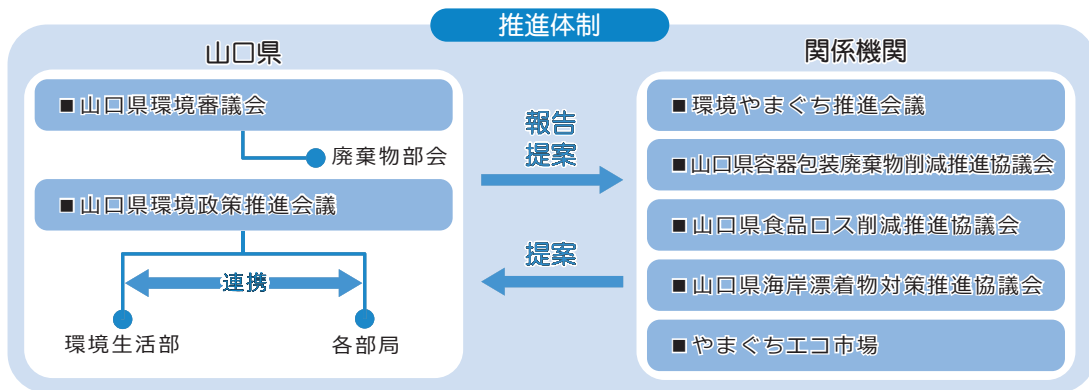 推進体制
山口県
■山口県環境審議会
廃棄物部会
■山口県環境政策推進会議
連携
環境生活部
各部局
報告
提案
提案
関係機関
■環境やまぐち推進会議
■山口県容器包装廃棄物削減推進協議会
■山口県食品ロス削減推進協議会
■山口県海岸漂着物対策推進協議会
■やまぐちエコ市場